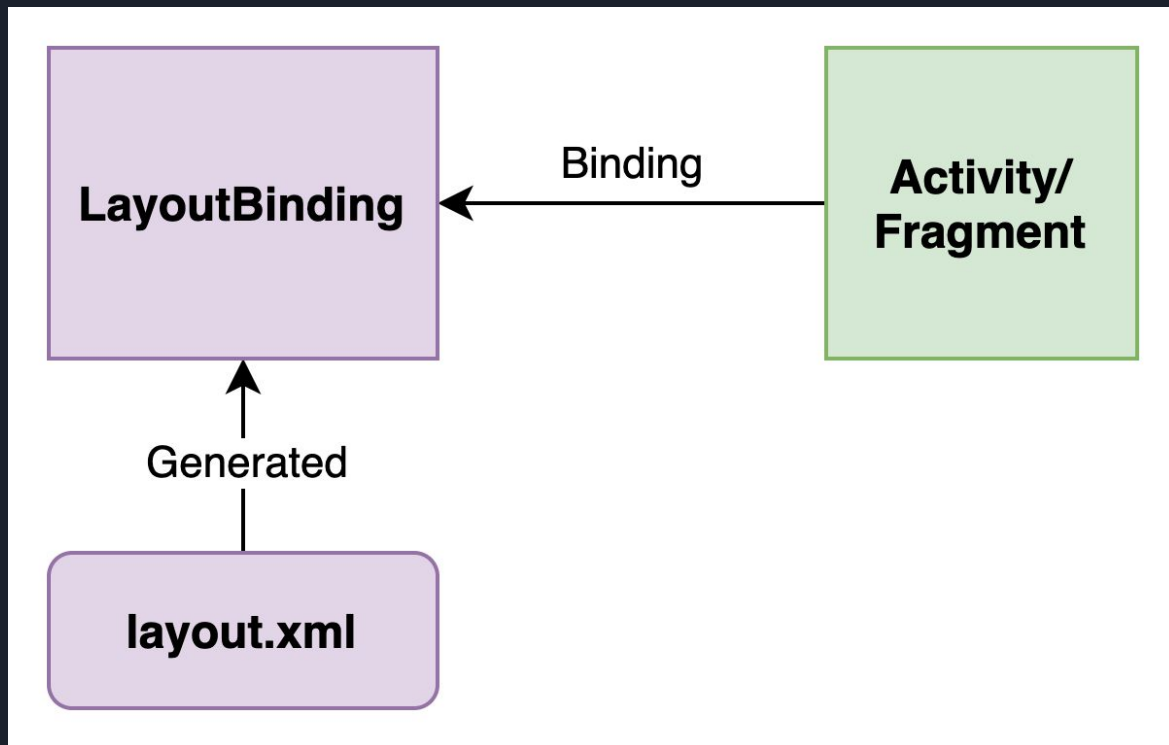 LayoutBinding
Binding
Activity/
Fragment
Generated
layout.xml